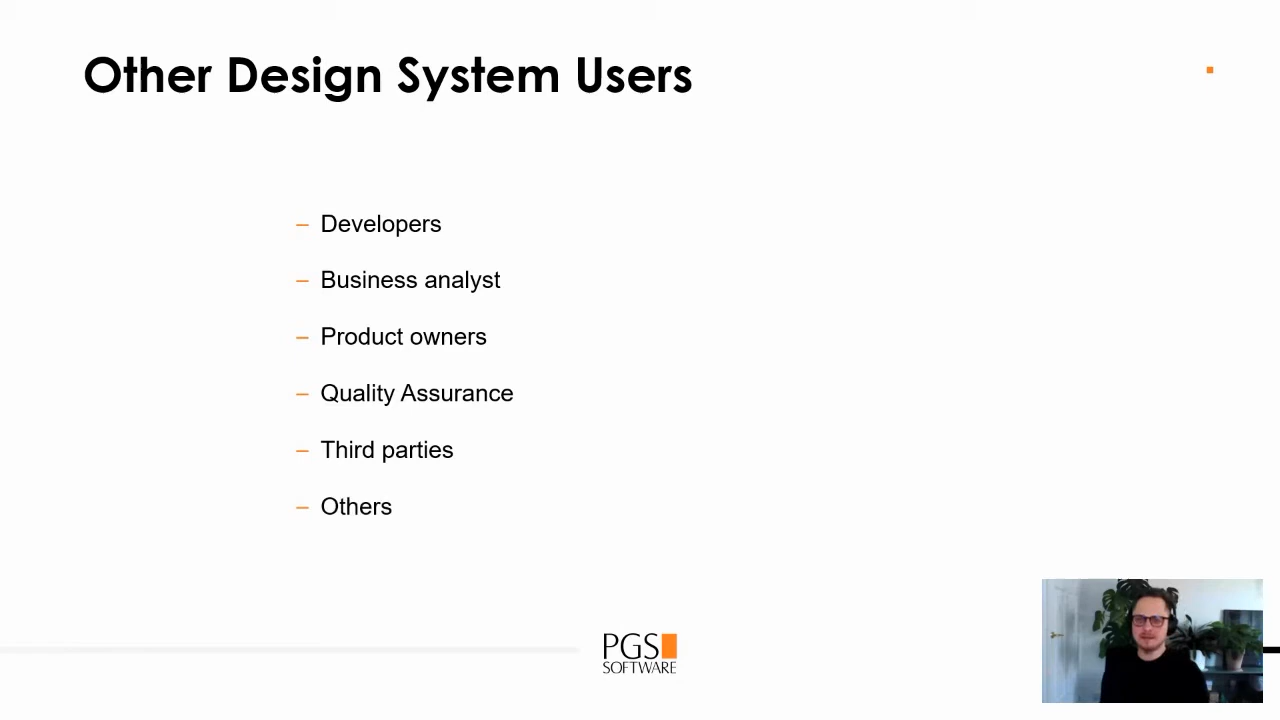 Other Design System Users
– Developers
– Business analyst
– Product owners
– Quality Assurance
– Third parties
– Others
PGS
SOFTWARE